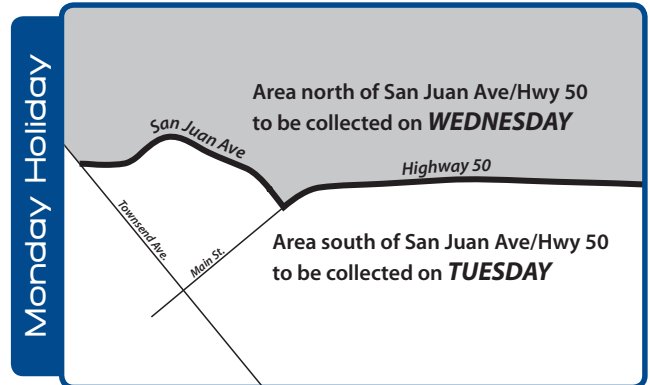 Monday Holiday
Area north of San Juan Ave/Hwy 50
to be collected on WEDNESDAY
San Juan Ave
Highway 50
Townsend Ave.
Main St.
Area south of San Juan Ave/Hwy 50
to be collected on TUESDAY